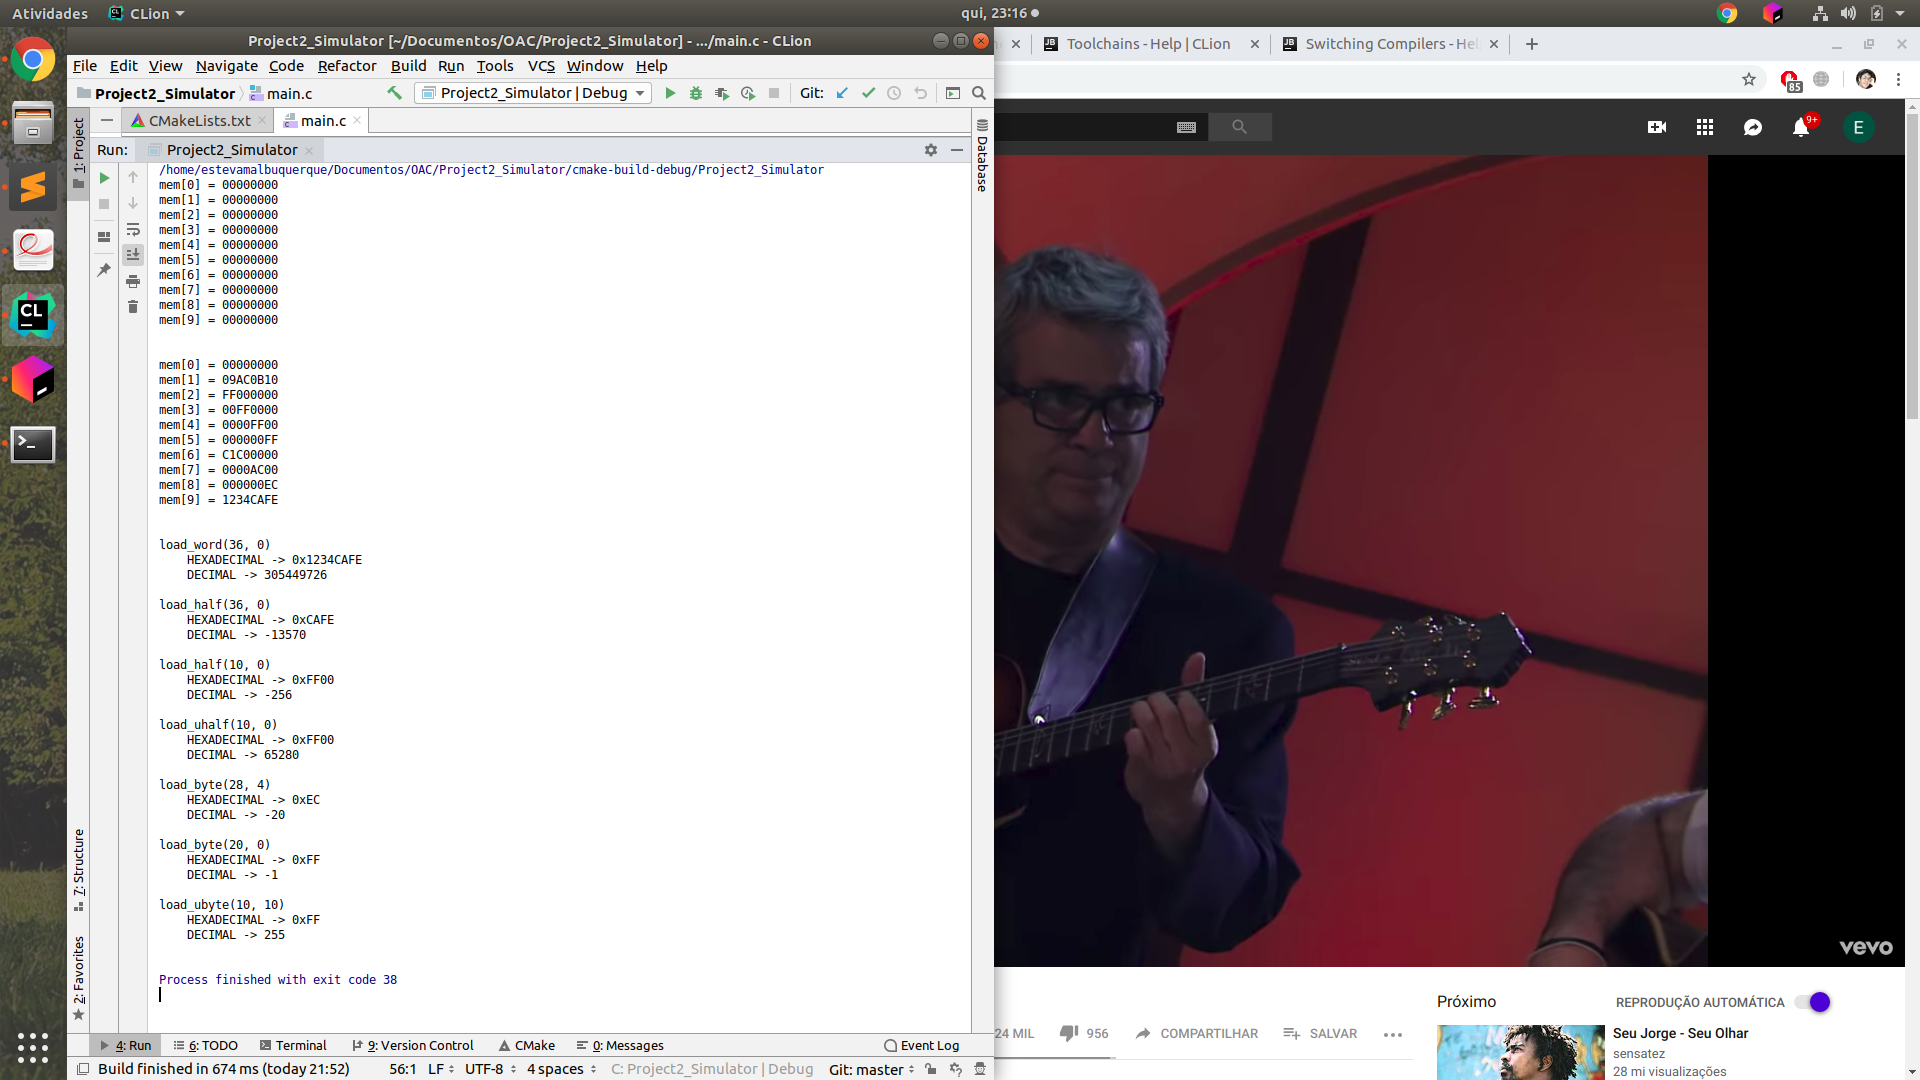 Atividades CLion qui, 23:16
Project2_Simulator [~/Documentos/OAC/Project2_Simulator] - .../main.c - CLion
Toolchains - Help | CLion
Switching Compilers - He
File Edit View Navigate Code Refactor Build Run Tools VCS Window Help
Project2_Simulator main.c Project2_Simulator | Debug Git:
85
CMakeLists.txt main.c
1: Project
Database
9+
E
Run: Project2_Simulator
/home/estevamalbuquerque/Documentos/OAC/Project2_Simulator/cmake-build-debug/Project2_Simulator
mem[0] = 00000000
mem[1] = 00000000
mem[2] = 00000000
mem[3] = 00000000
mem[4] = 00000000
mem[5] = 00000000
mem[6] = 00000000
mem[7] = 00000000
mem[8] = 00000000
mem[9] = 00000000
mem[0] = 00000000
mem[1] = 09AC0B10
mem[2] = FF000000
mem[3] = 00FF0000
mem[4] = 0000FF00
mem[5] = 000000FF
mem[6] = C1C00000
mem[7] = 0000AC00
mem[8] = 000000EC
mem[9] = 1234CAFE
load_word(36, 0)
HEXADECIMAL -> 0x1234CAFE
DECIMAL -> 305449726
load_half(36, 0)
HEXADECIMAL -> 0xCAFE
DECIMAL -> -13570
load_half(10, 0)
HEXADECIMAL -> 0xFF00
DECIMAL -> -256
load_uhalf(10, 0)
HEXADECIMAL -> 0xFF00
DECIMAL -> 65280
load_byte(28, 4)
HEXADECIMAL -> 0xEC
DECIMAL -> -20
load_byte(20, 0)
HEXADECIMAL -> 0xFF
DECIMAL -> -1
load_ubyte(10, 10)
HEXADECIMAL -> 0xFF
DECIMAL -> 255
Process finished with exit code 38
7: Structure
2: Favorites
4: Run 6: TODO Terminal 9: Version Control CMake 0: Messages Event Log
Build finished in 674 ms (today 21:52) 56:1 LF UTF-8 4 spaces C: Project2_Simulator | Debug Git: master
vevo
24 MIL 956 COMPARTILHAR SALVAR
Próximo REPRODUÇÃO AUTOMÁTICA
Seu Jorge - Seu Olhar
sensatez
28 mi visualizações